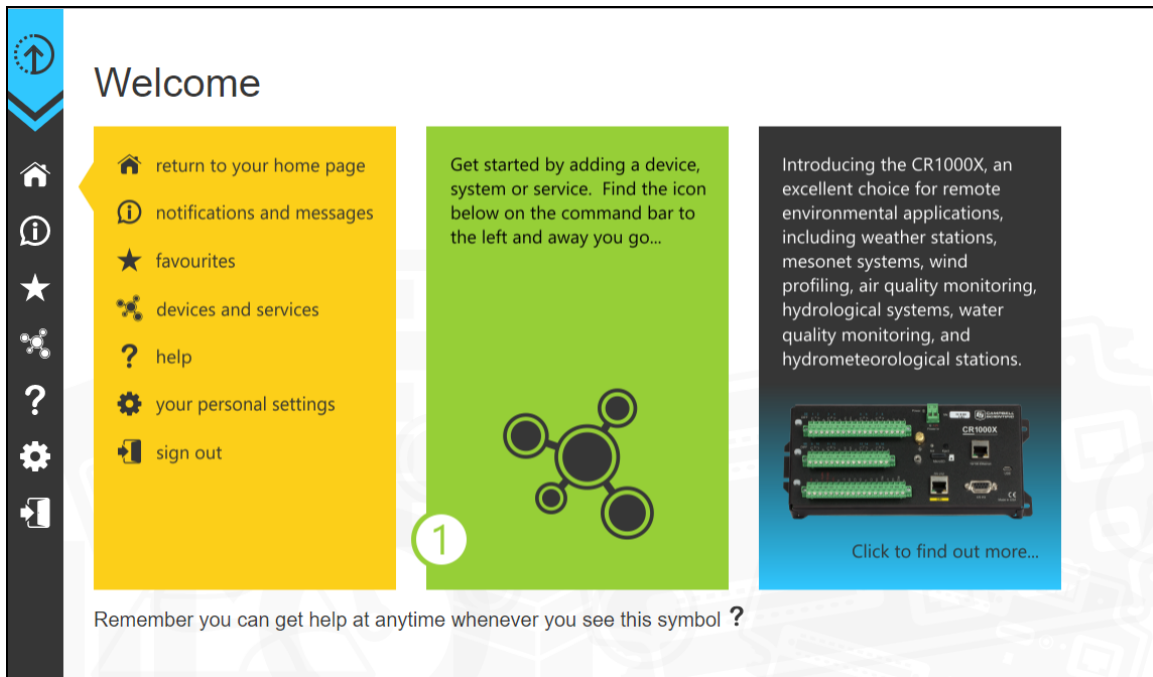 Welcome
return to your home page
notifications and messages
favourites
devices and services
? help
your personal settings
sign out
Get started by adding a device,
system or service. Find the icon
below on the command bar to
the left and away you go...
1
Introducing the CR1000X, an
excellent choice for remote
environmental applications,
including weather stations,
mesonet systems, wind
profiling, air quality monitoring,
hydrological systems, water
quality monitoring, and
hydrometeorological stations.
CAMPBELL
SCIENTIFIC
CR1000X
Click to find out more...
Remember you can get help at anytime whenever you see this symbol ?